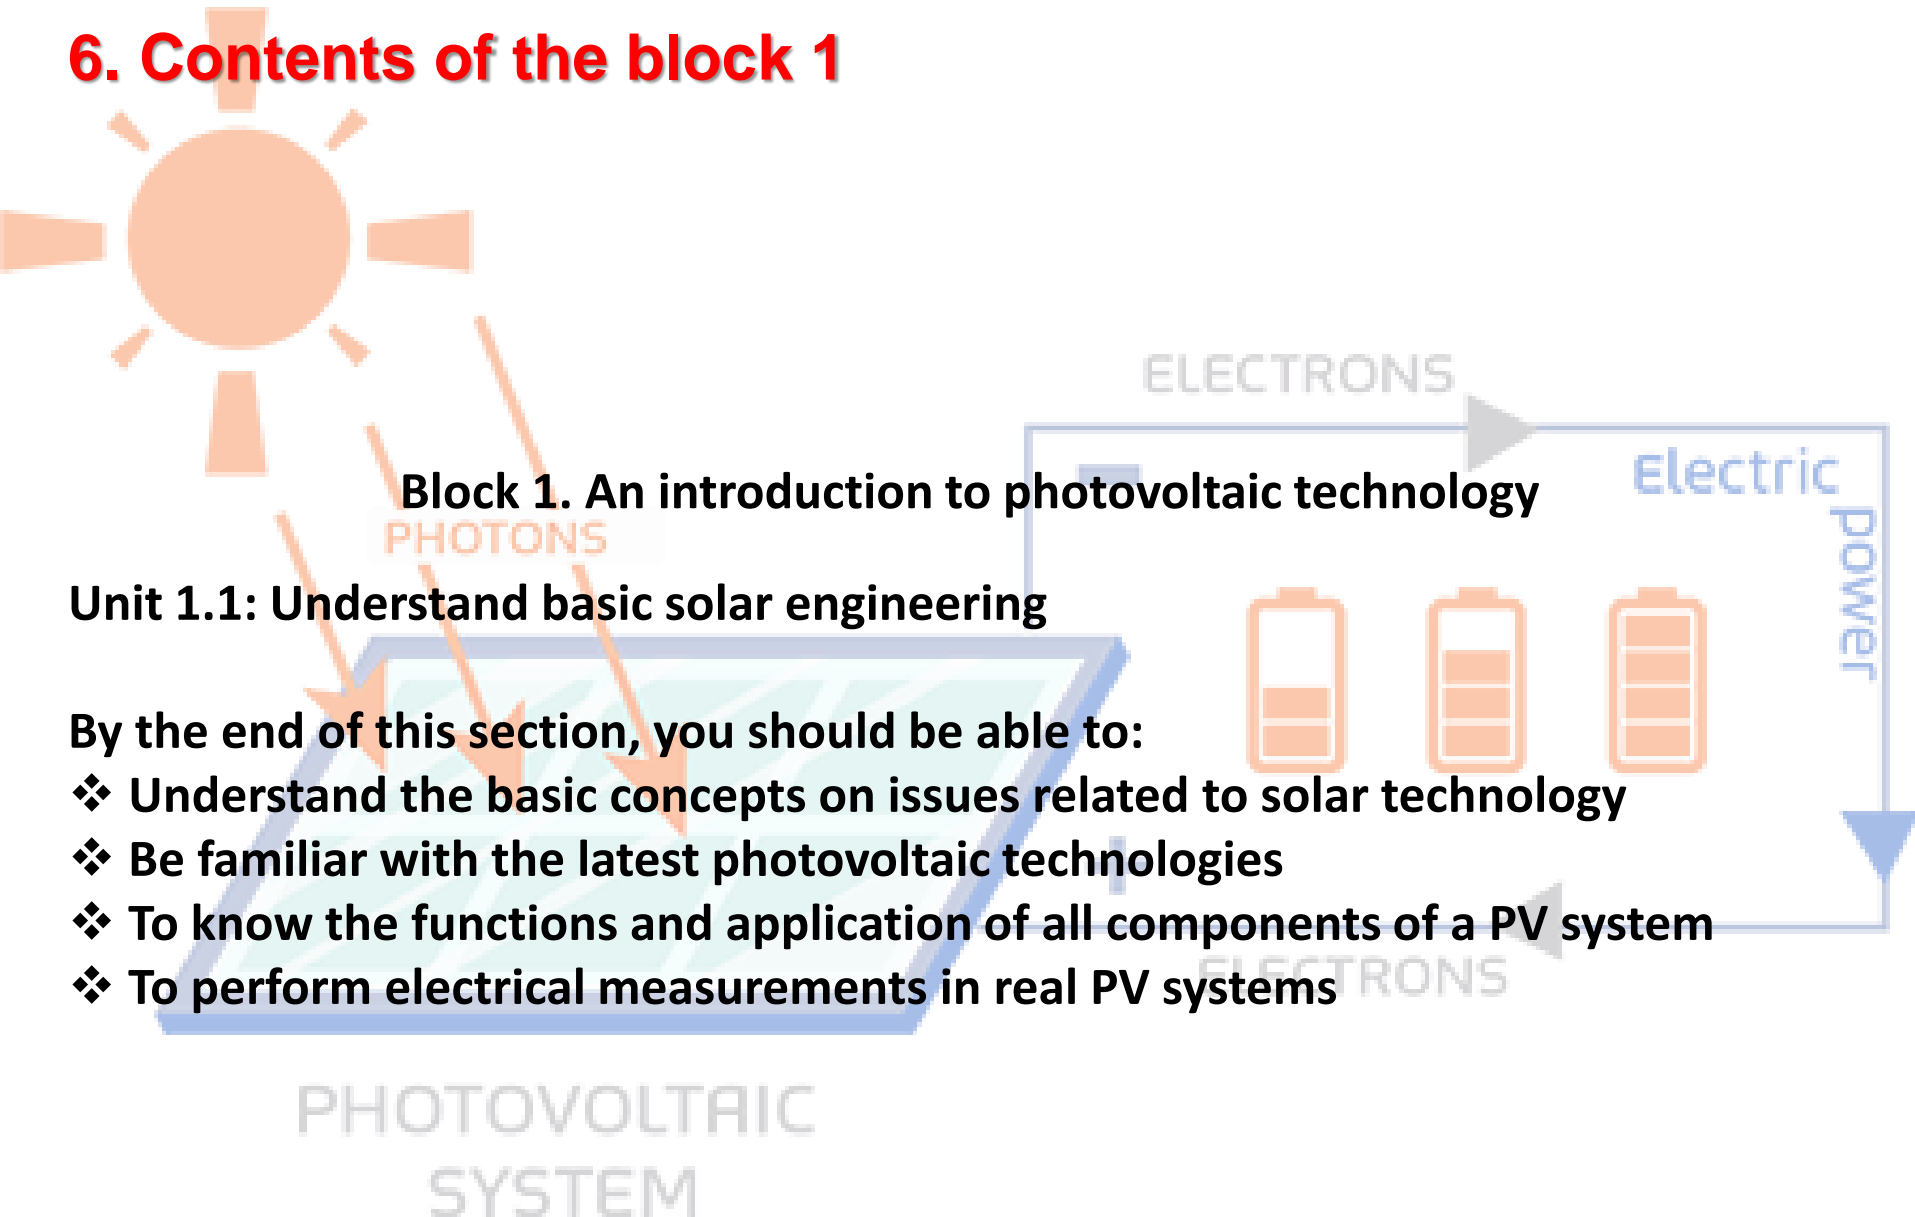 6. Contents of the block 1
ELECTRONS
Electric
power
Block 1. An introduction to photovoltaic technology
PHOTONS
Unit 1.1: Understand basic solar engineering
By the end of this section, you should be able to:
❖ Understand the basic concepts on issues related to solar technology
❖ Be familiar with the latest photovoltaic technologies
❖ To know the functions and application of all components of a PV system
❖ To perform electrical measurements in real PV systems
ELECTRONS
PHOTOVOLTAIC
SYSTEM